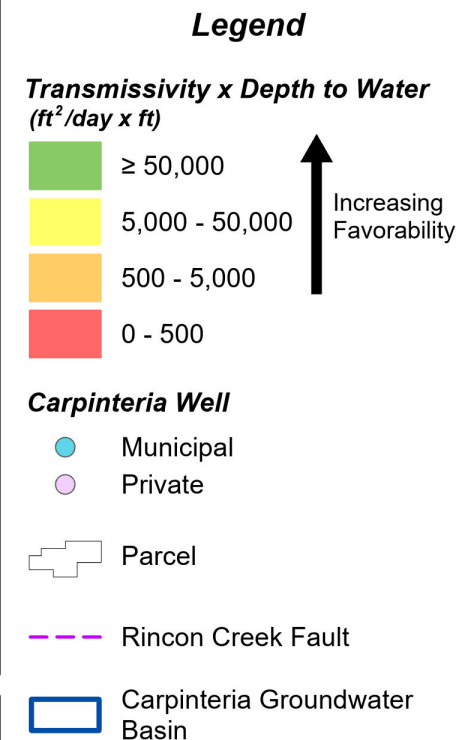 Legend
Transmissivity x Depth to Water
(ft²/day x ft)
≥ 50,000
5,000 - 50,000
500 - 5,000
0 - 500
Increasing
Favorability
Carpinteria Well
Municipal
Private
Parcel
Rincon Creek Fault
Carpinteria Groundwater
Basin